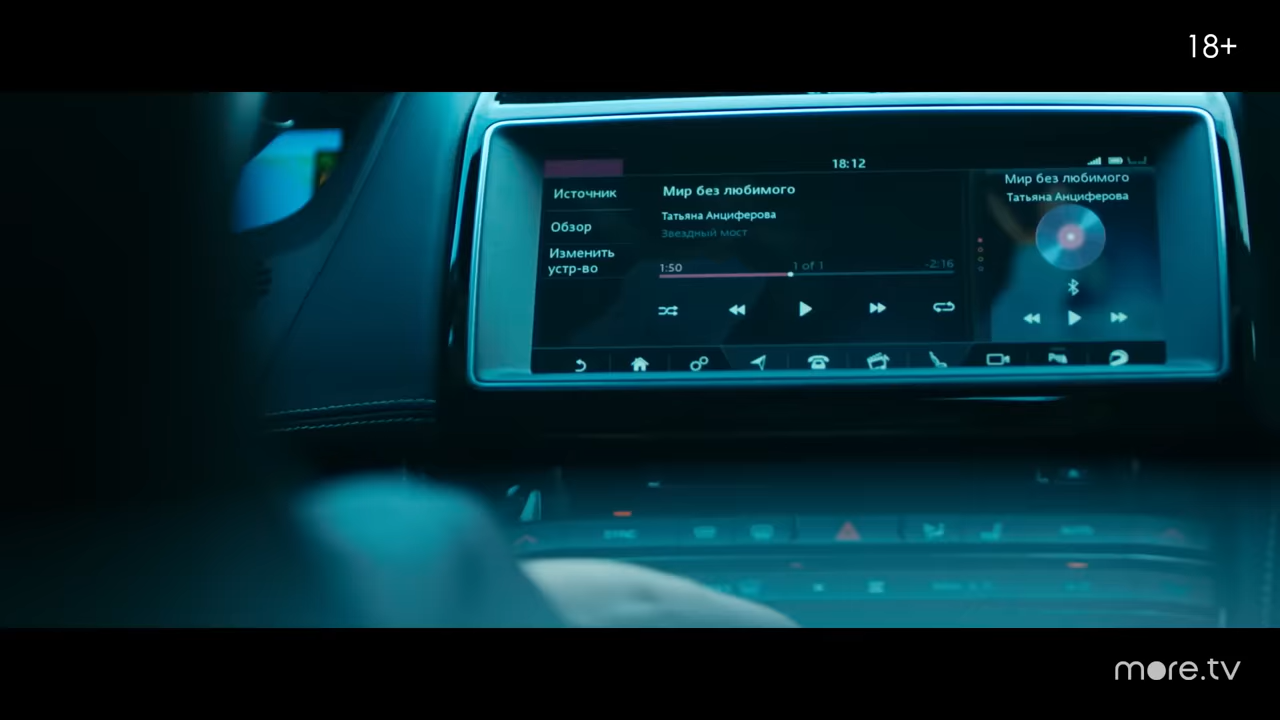 18+
18:12
Источник
Обзор
Изменить
устр-во
Мир без любимого
Татьяна Анциферова
Звездный мост
1:50
1 of 1
-2:16
Мир без любимого
Татьяна Анциферова
SYNC
more.tv